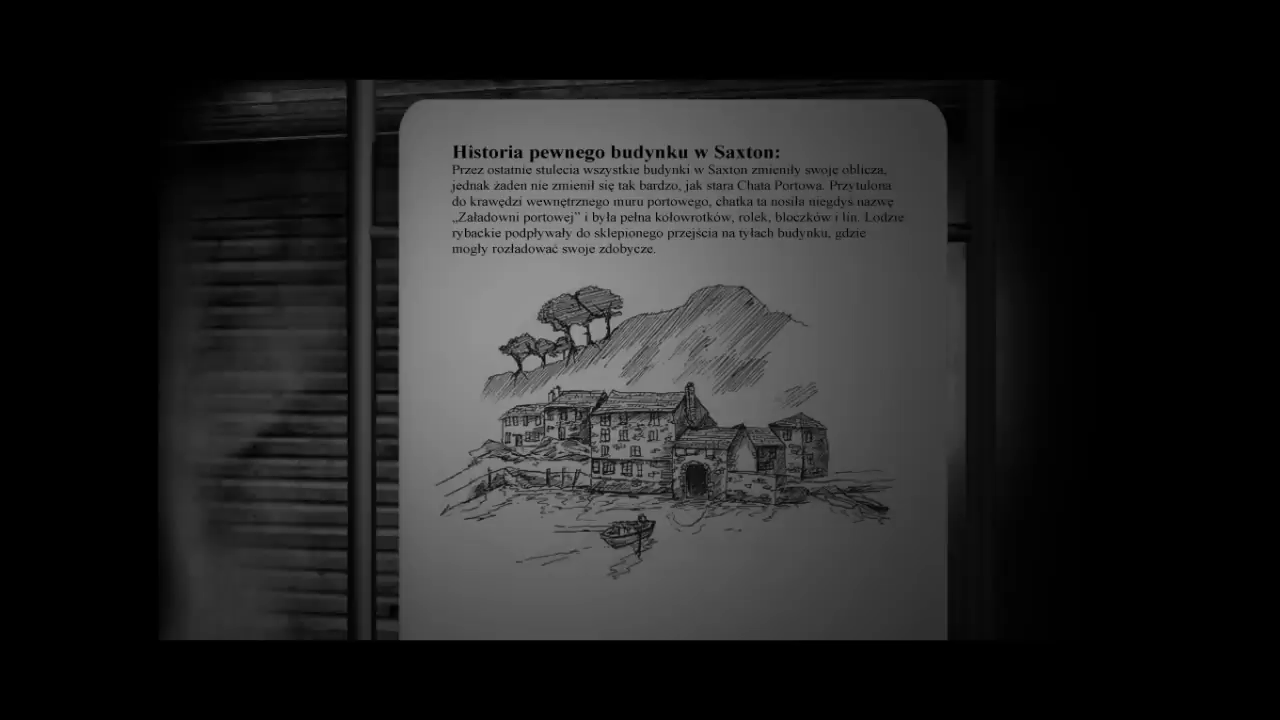 Historia pewnego budynku w Saxton:
Przez ostatnie stulecia wszystkie budynki w Saxton zmieniły swoje oblicza,
jednak żaden nie zmienił się tak bardzo, jak stara Chata Portowa. Przytulona
do krawędzi wewnętrznego muru portowego, chatka ta nosiła niegdyś nazwę
„Załadowni portowej” i była pełna kołowrotków, rolek, bloczków i lin. Łodzie
rybackie podpływały do sklepionego przejścia na tyłach budynku, gdzie
mogły rozładować swoje zdobycze.